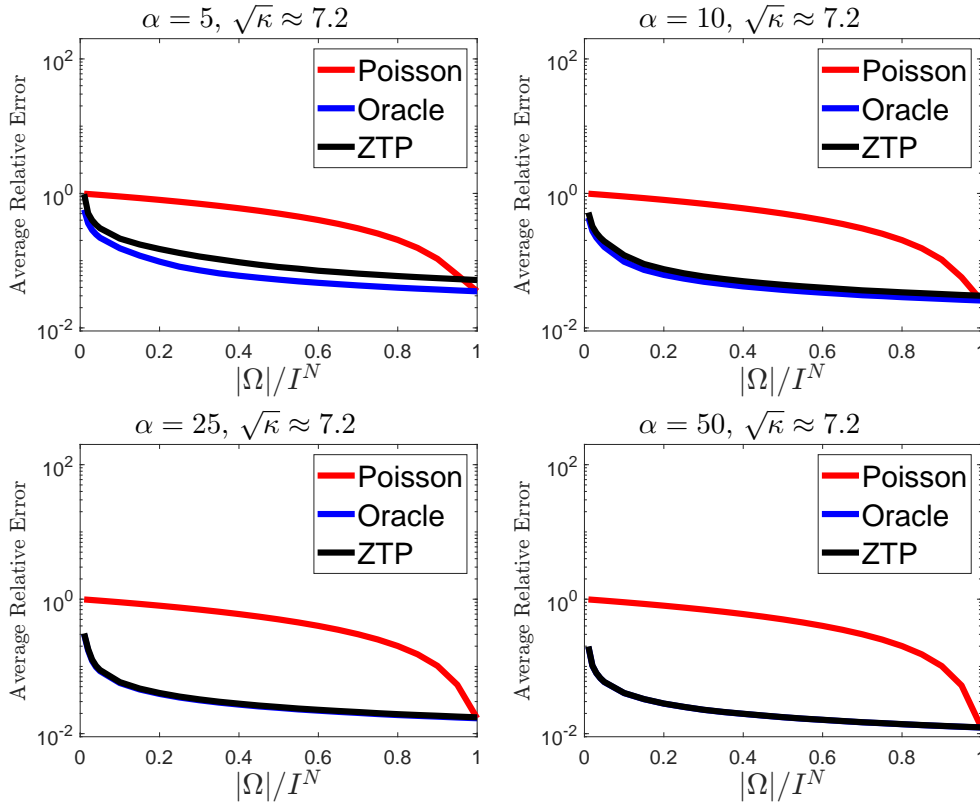 α = 5, √κ ≈ 7.2
Average Relative Error
10^2
10^0
10^-2
Poisson
Oracle
ZTP
0 0.2 0.4 0.6 0.8 1
|Ω|/I^N
α = 10, √κ ≈ 7.2
Average Relative Error
10^2
10^0
10^-2
Poisson
Oracle
ZTP
0 0.2 0.4 0.6 0.8 1
|Ω|/I^N
α = 25, √κ ≈ 7.2
Average Relative Error
10^2
10^0
10^-2
Poisson
Oracle
ZTP
0 0.2 0.4 0.6 0.8 1
|Ω|/I^N
α = 50, √κ ≈ 7.2
Average Relative Error
10^2
10^0
10^-2
Poisson
Oracle
ZTP
0 0.2 0.4 0.6 0.8 1
|Ω|/I^N